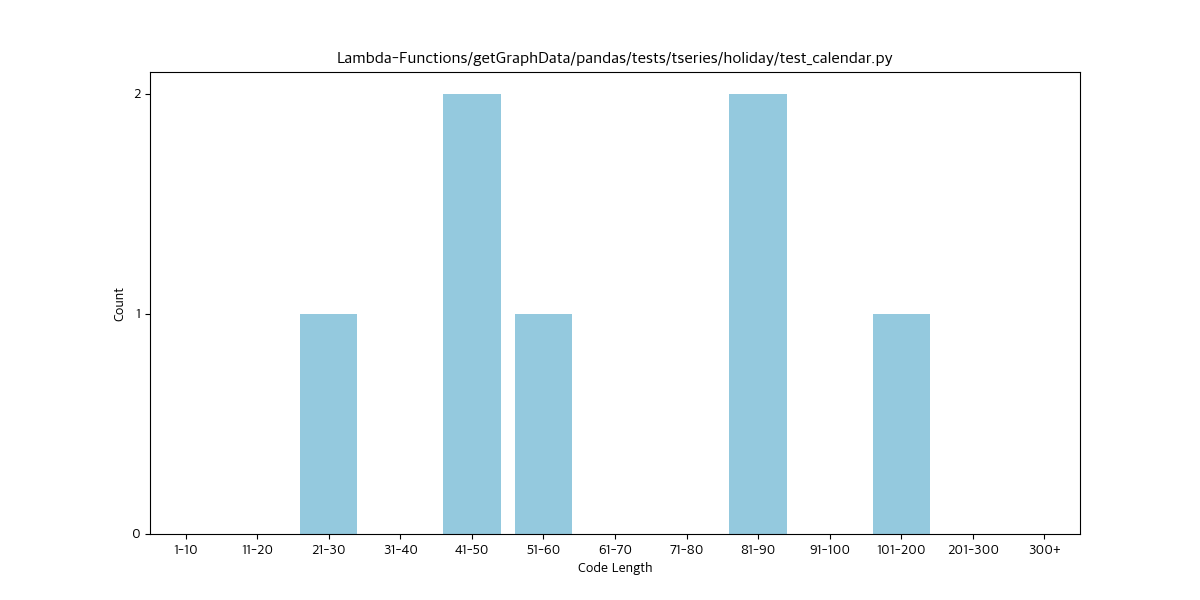 Lambda-Functions/getGraphData/pandas/tests/tseries/holiday/test_calendar.py
2
1
0
Count
1-10 11-20 21-30 31-40 41-50 51-60 61-70 71-80 81-90 91-100 101-200 201-300 300+
Code Length